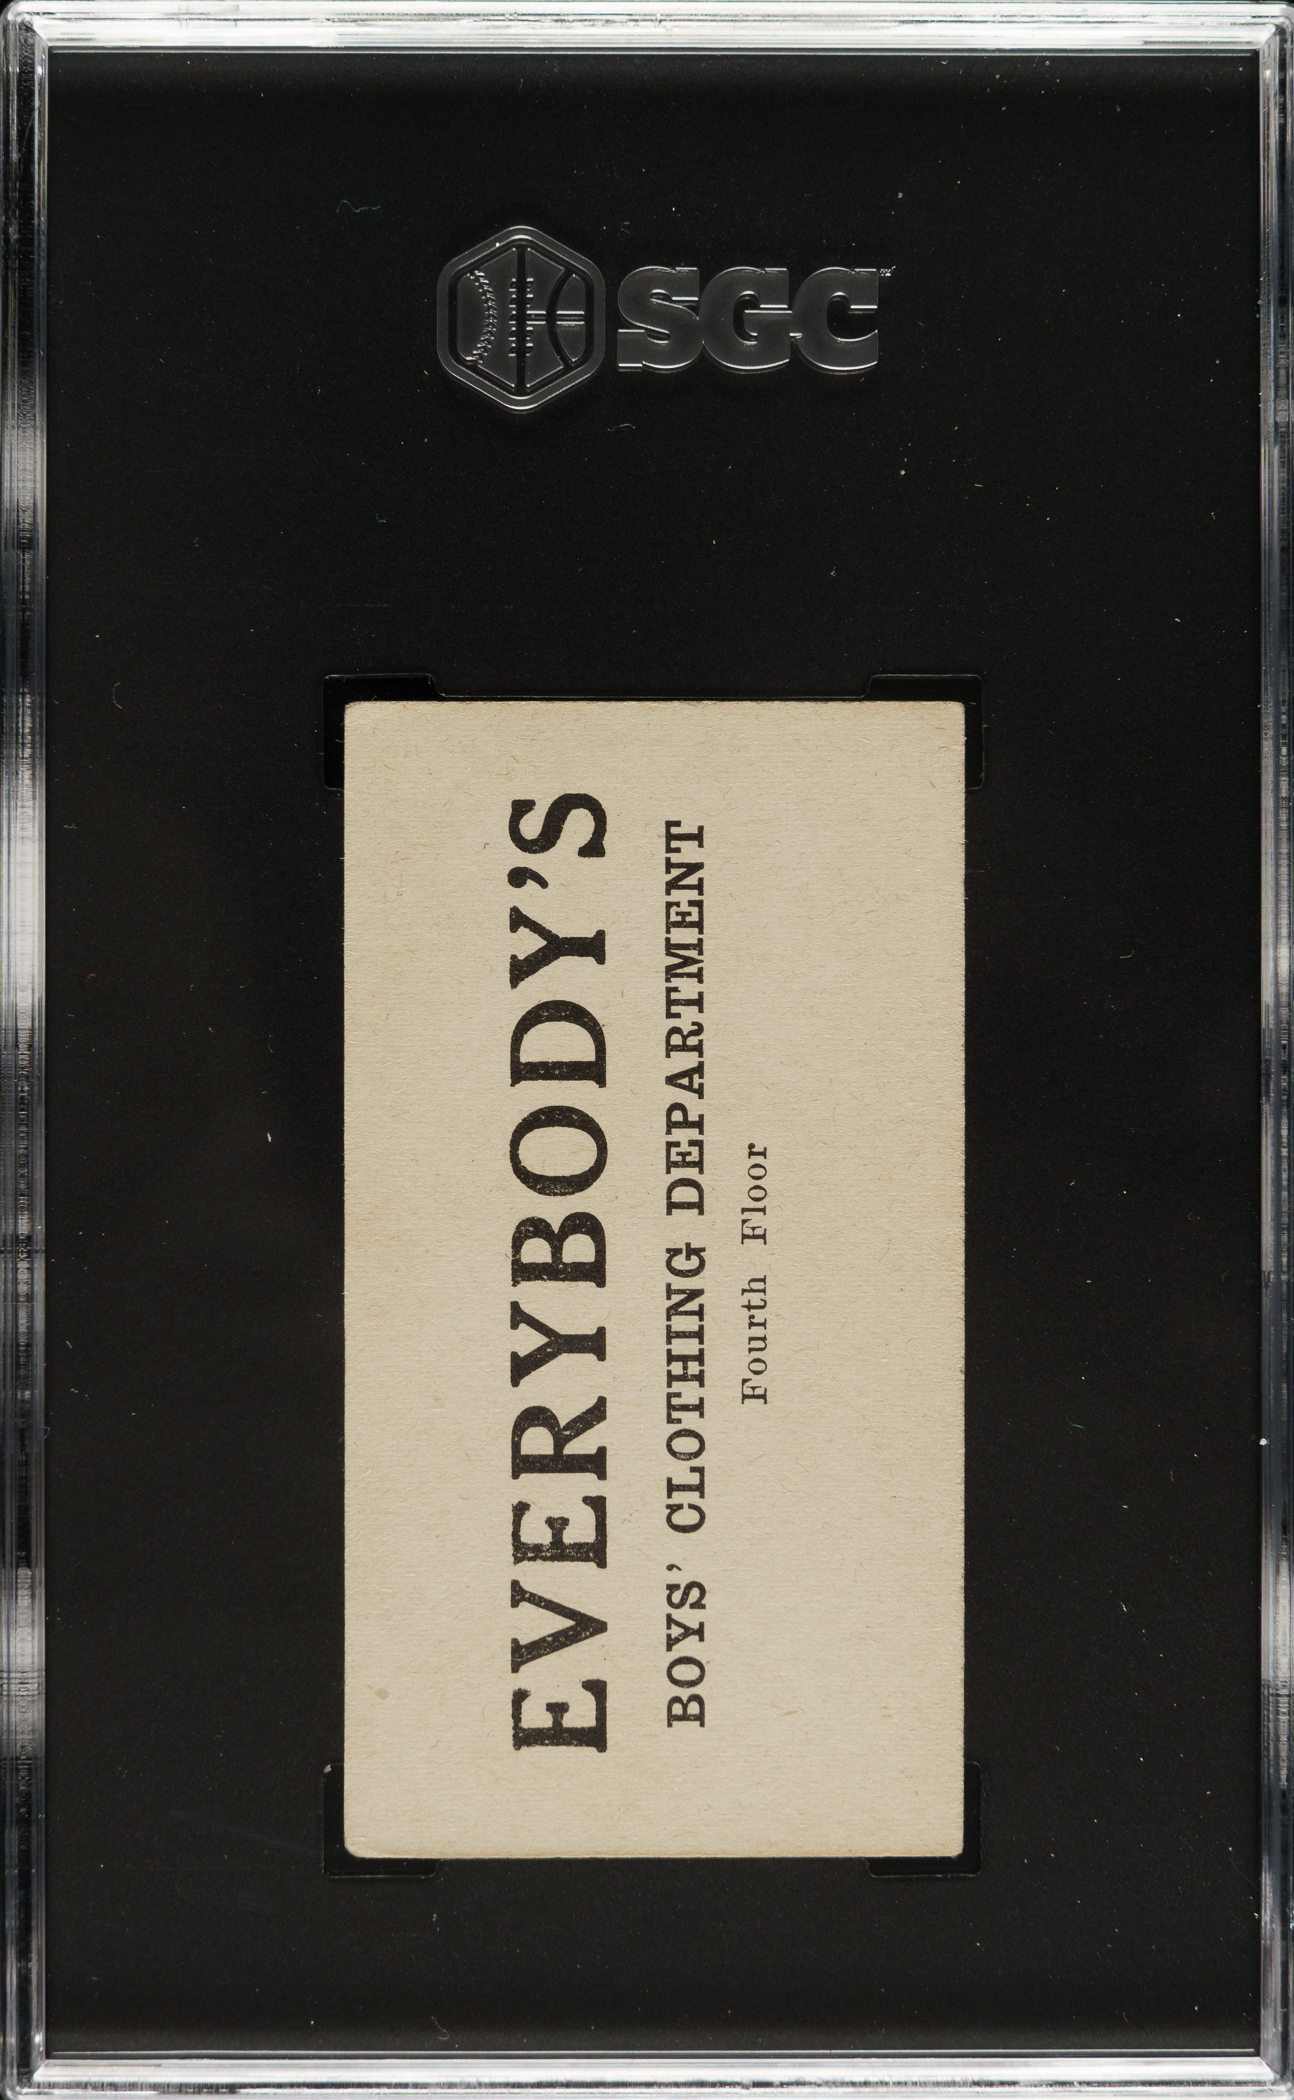 SGC
EVERYBODY'S
BOYS' CLOTHING DEPARTMENT
Fourth Floor